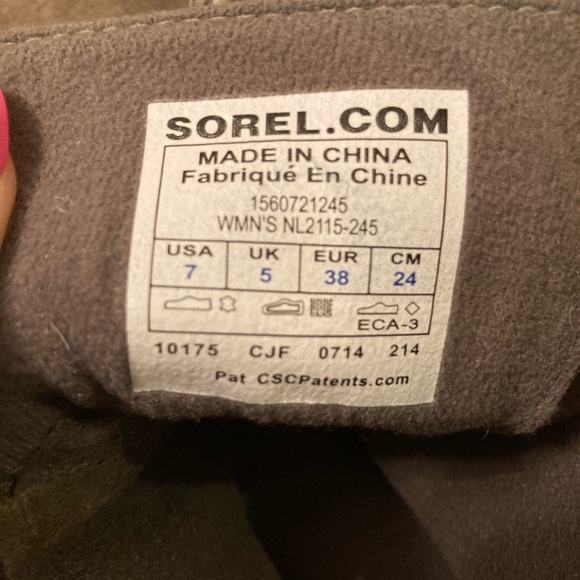 SOREL.COM
MADE IN CHINA
Fabriqué En Chine
1560721245
WMN'S NL2115-245
USA UK EUR CM
7 5 38 24
ECA-3
10175 CJF 0714 214
Pat CSCPatents.com